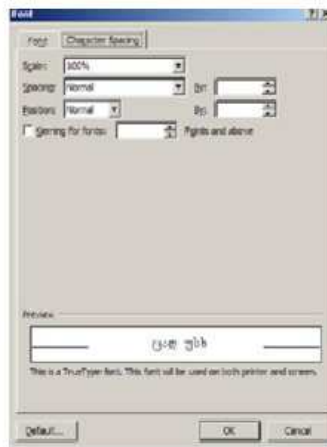 Font
Font Character Spacing
Scale: 100%
Spacing: Normal By:
Position: Normal By:
Kerning for fonts: Points and above
Preview
This is a TrueType font. This font will be used on both printer and screen.
Default... OK Cancel